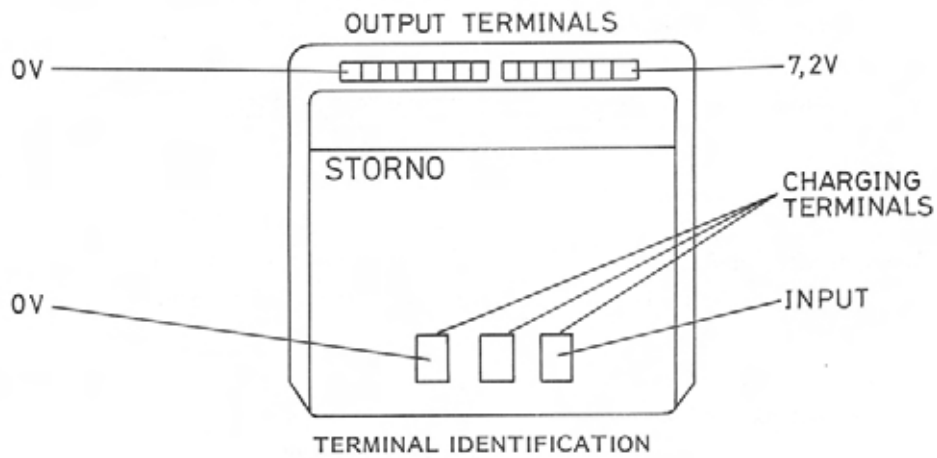 OUTPUT TERMINALS
0V
7,2V
STORNO
CHARGING
TERMINALS
0V
INPUT
TERMINAL IDENTIFICATION